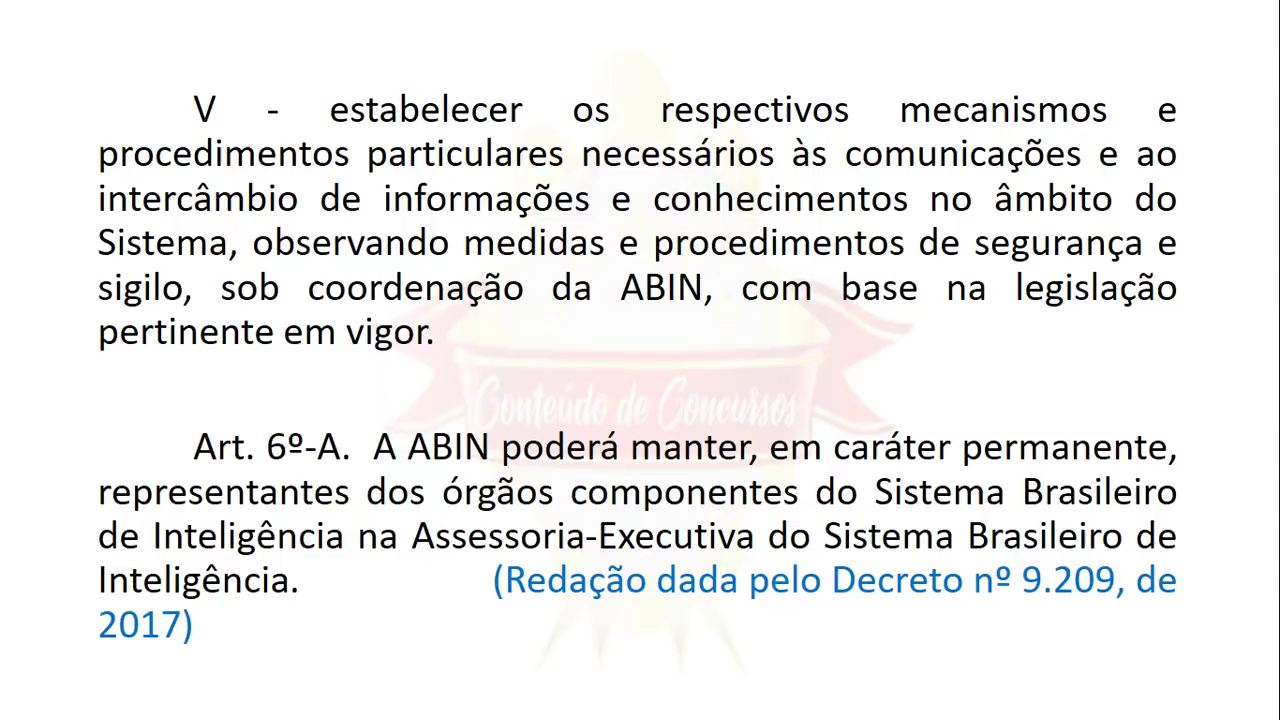 V - estabelecer os respectivos mecanismos e
procedimentos particulares necessários às comunicações e ao
intercâmbio de informações e conhecimentos no âmbito do
Sistema, observando medidas e procedimentos de segurança e
sigilo, sob coordenação da ABIN, com base na legislação
pertinente em vigor.
Conteúdo de Concursos
Art. 6º-A. A ABIN poderá manter, em caráter permanente,
representantes dos órgãos componentes do Sistema Brasileiro
de Inteligência na Assessoria-Executiva do Sistema Brasileiro de
Inteligência. (Redação dada pelo Decreto nº 9.209, de
2017)